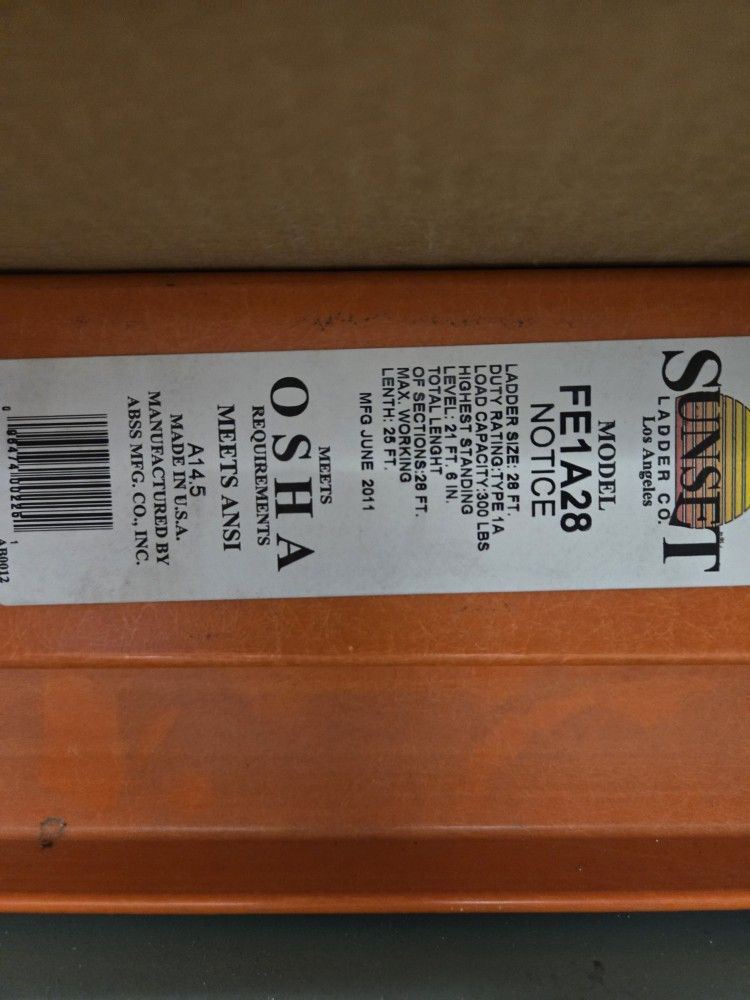 SUNSET
LADDER CO.
Los Angeles
MODEL
FE1A28
NOTICE
LADDER SIZE: 28 FT.
DUTY RATING:TYPE 1A
LOAD CAPACITY:300 LBS
HIGHEST STANDING
LEVEL: 21 FT. 6 IN.
TOTAL LENGHT
OF SECTIONS:28 FT.
MAX. WORKING
LENTH: 25 FT.
MFG JUNE 2011
MEETS
OSHA
REQUIREMENTS
MEETS ANSI
A14.5
MADE IN U.S.A.
MANUFACTURED BY
ABSS MFG. CO., INC.
AB0012